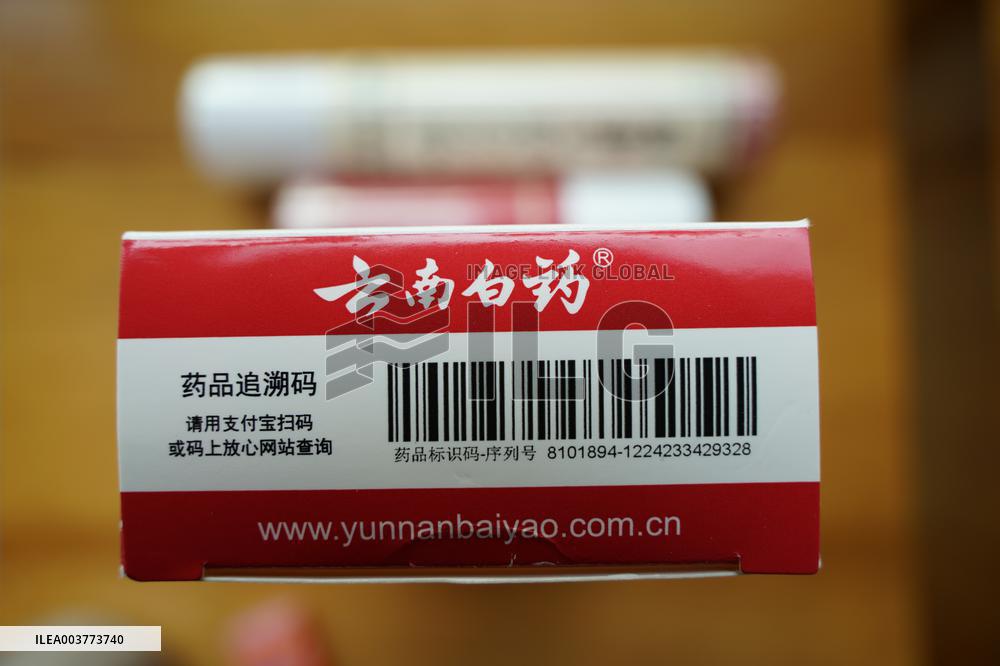 云南白药®
IMAGE LINK GLOBAL
ILG
药品追溯码
请用支付宝扫码
或码上放心网站查询
药品标识码-序列号 8101894-1224233429328
www.yunnanbaiyao.com.cn
ILEA003773740